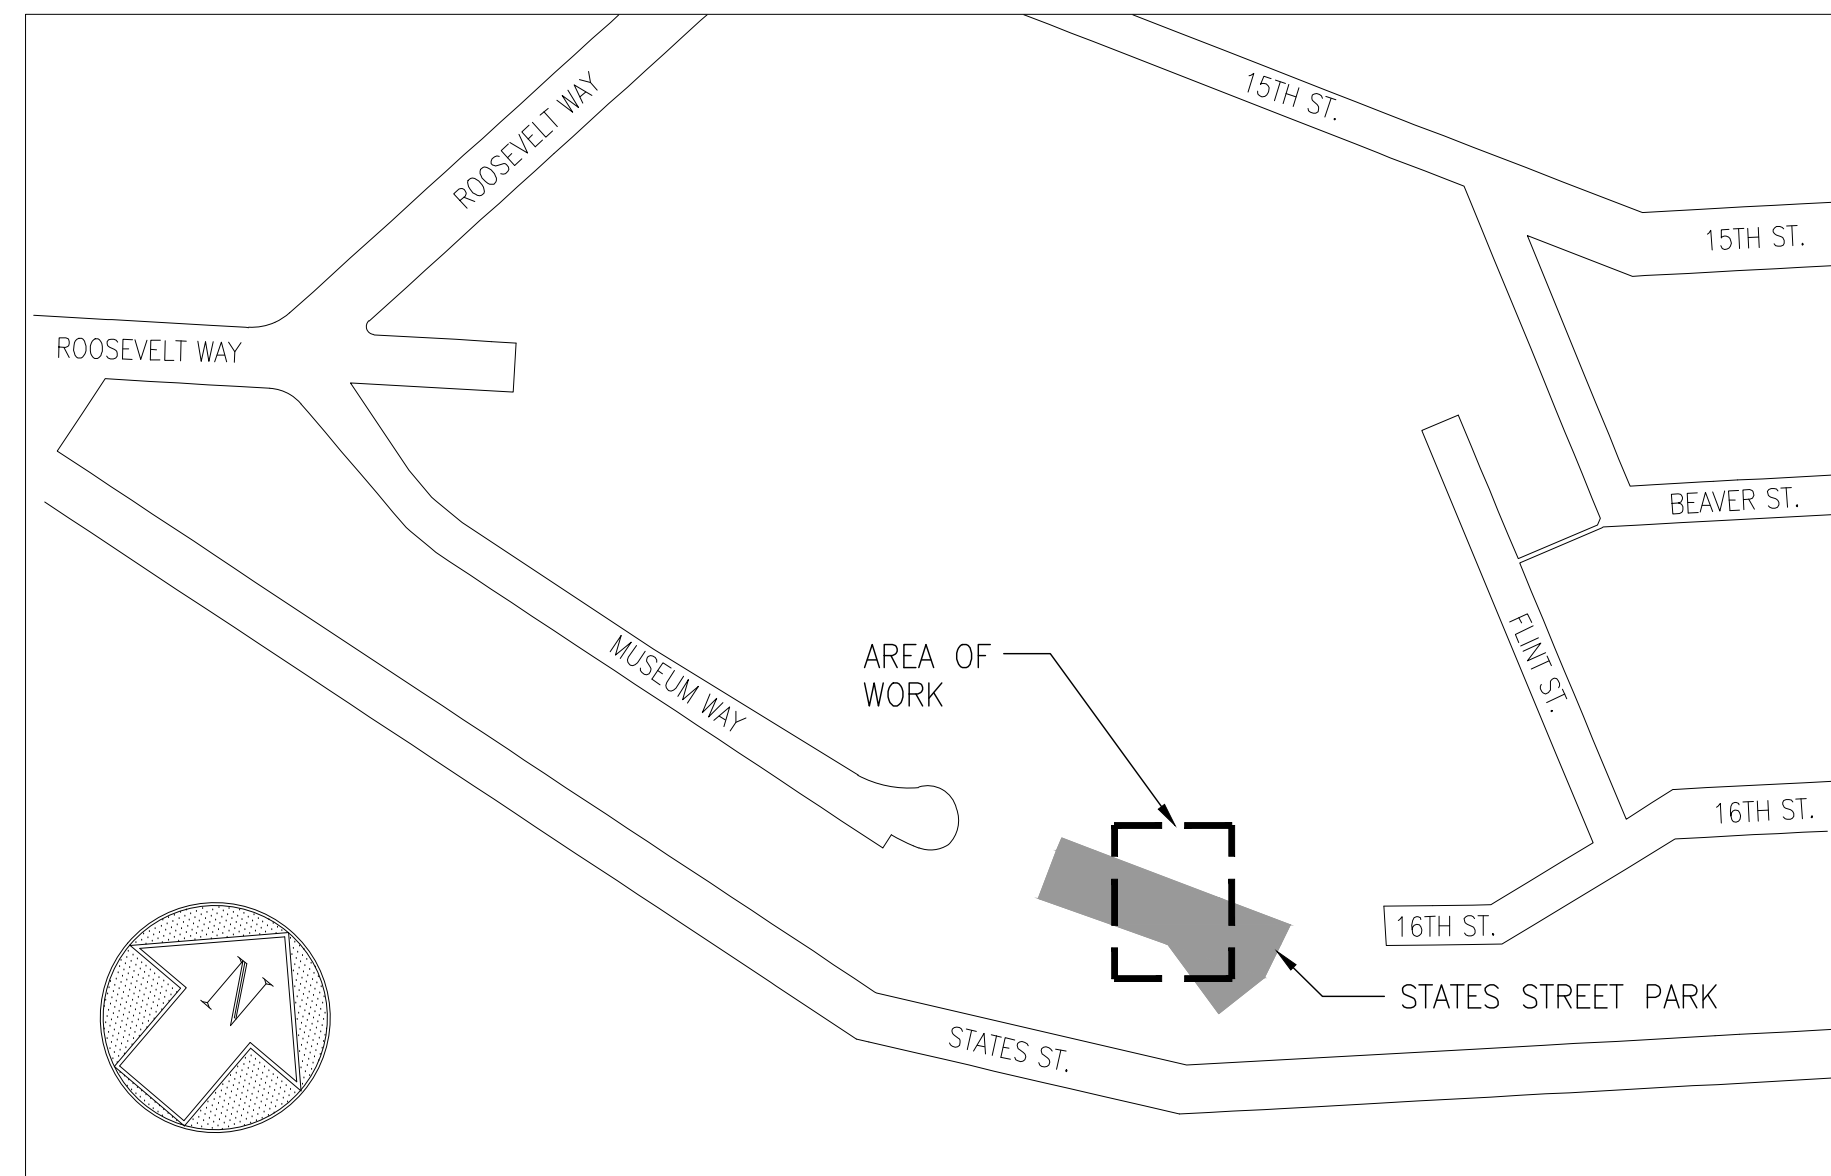 ROOSEVELT WAY
15TH ST.
15TH ST.
ROOSEVELT WAY
BEAVER ST.
FLINT ST.
AREA OF
WORK
MUSEUM WAY
16TH ST.
16TH ST.
STATES STREET PARK
N
STATES ST.